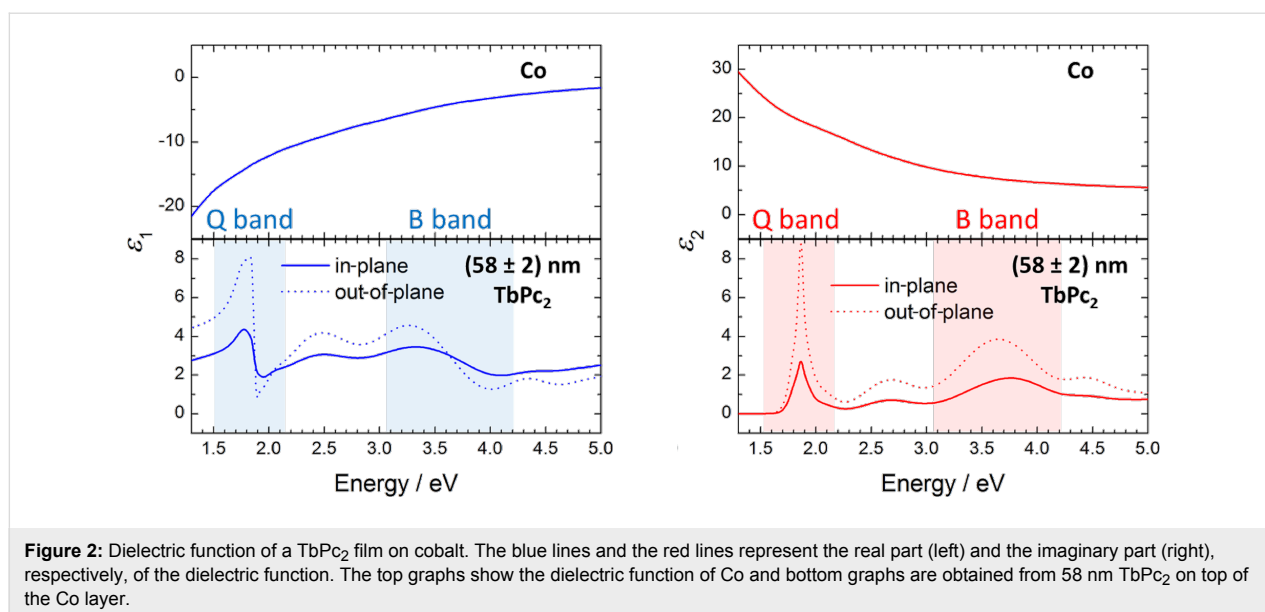 Co
0
-10
-20
ε1
Q band
B band
in-plane
out-of-plane
(58 ± 2) nm
TbPc2
8
6
4
2
0
1.5 2.0 2.5 3.0 3.5 4.0 4.5 5.0
Energy / eV
Co
30
20
10
0
ε2
Q band
B band
in-plane
out-of-plane
(58 ± 2) nm
TbPc2
8
6
4
2
0
1.5 2.0 2.5 3.0 3.5 4.0 4.5 5.0
Energy / eV
Figure 2: Dielectric function of a TbPc2 film on cobalt. The blue lines and the red lines represent the real part (left) and the imaginary part (right),
respectively, of the dielectric function. The top graphs show the dielectric function of Co and bottom graphs are obtained from 58 nm TbPc2 on top of
the Co layer.